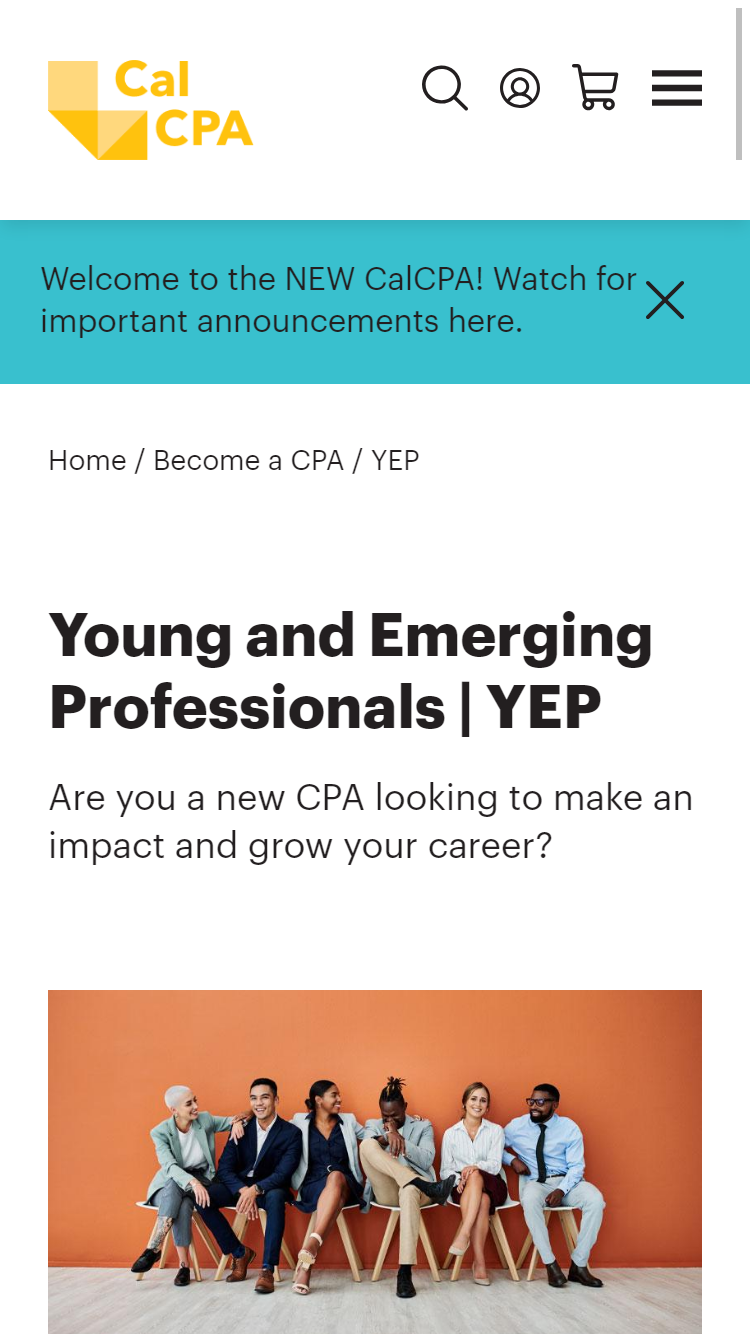 Cal
CPA
Welcome to the NEW CalCPA! Watch for
important announcements here.
Home / Become a CPA / YEP
Young and Emerging
Professionals | YEP
Are you a new CPA looking to make an
impact and grow your career?